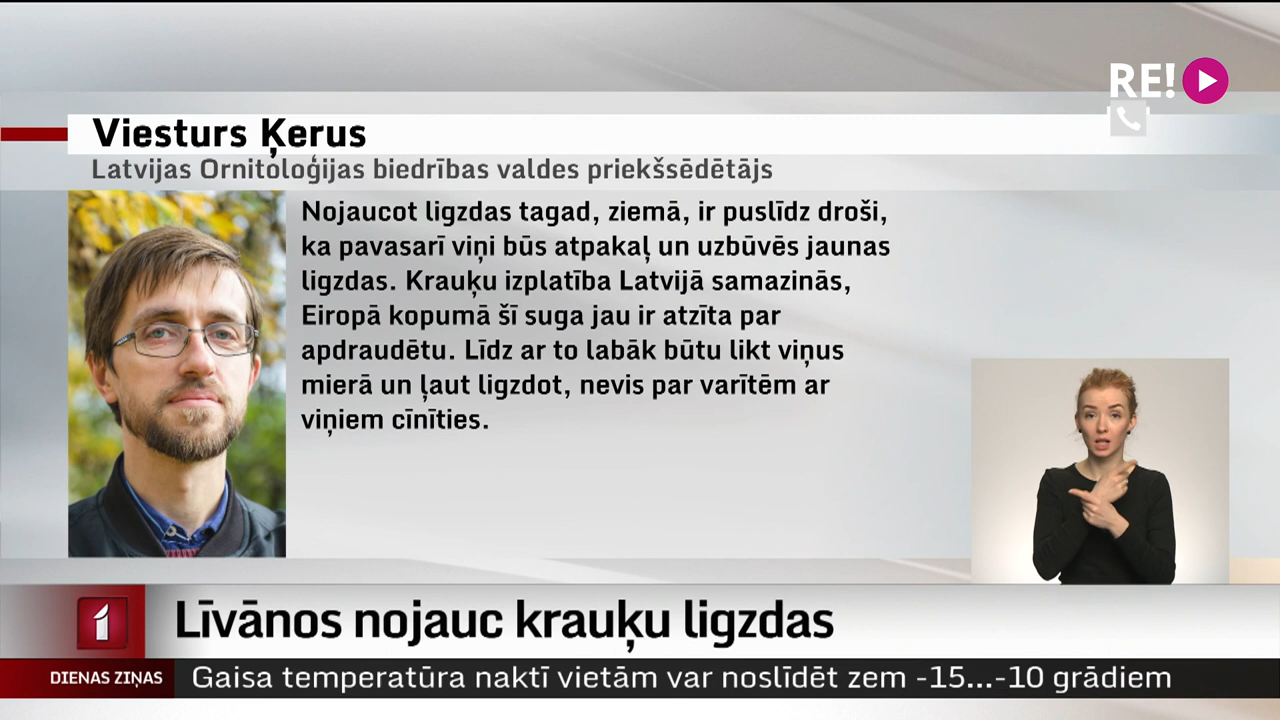 RE!
Viesturs Ķerus
Latvijas Ornitoloģijas biedrības valdes priekšsēdētājs
Nojaucot ligzdas tagad, ziemā, ir puslīdz droši,
ka pavasarī viņi būs atpakaļ un uzbūvēs jaunas
ligzdas. Krauķu izplatība Latvijā samazinās,
Eiropā kopumā šī suga jau ir atzīta par
apdraudētu. Līdz ar to labāk būtu likt viņus
mierā un ļaut ligzdot, nevis par varītēm ar
viņiem cīnīties.
1 Līvānos nojauc krauķu ligzdas
DIENAS ZIŅAS Gaisa temperatūra naktī vietām var noslīdēt zem -15...-10 grādiem